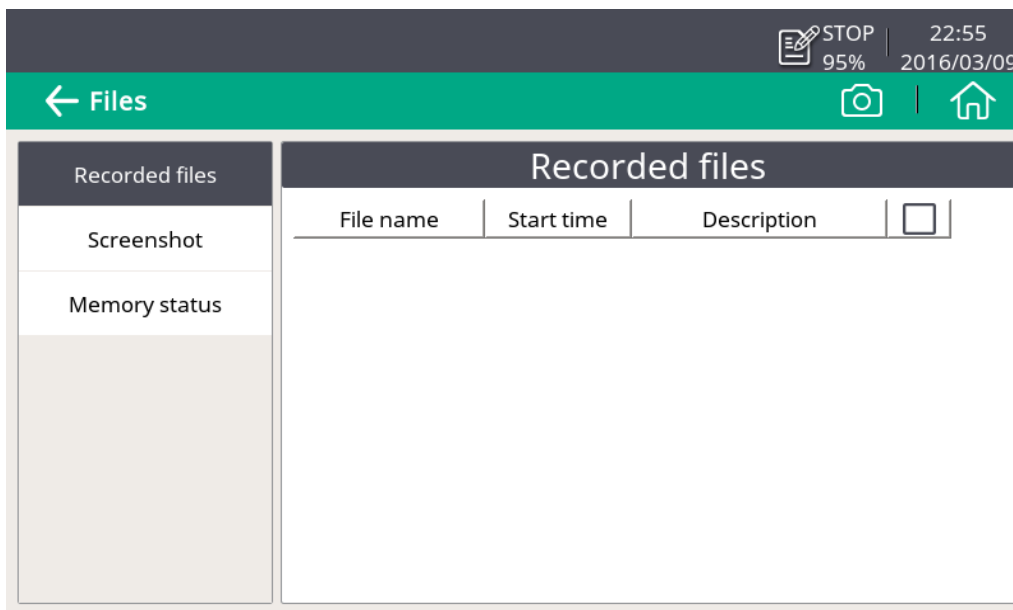 STOP 22:55
95% 2016/03/09
Files
Recorded files
Recorded files
File name Start time Description
Screenshot
Memory status